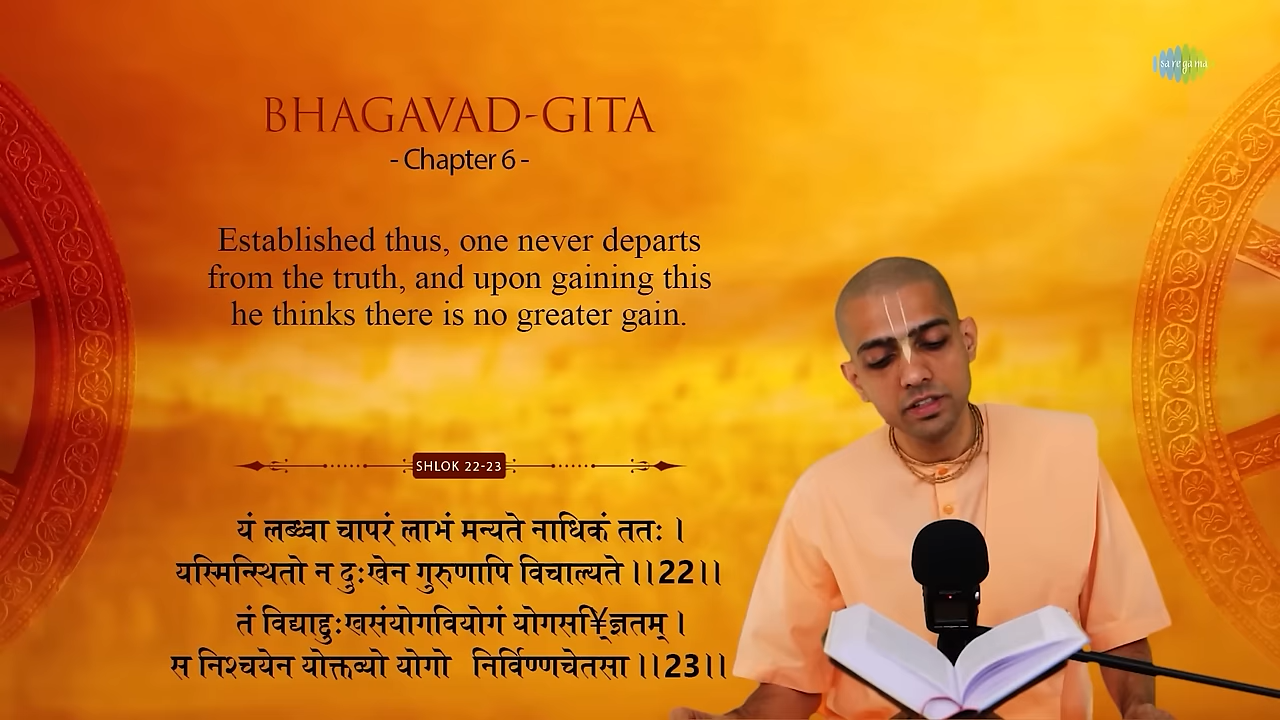 saregama
BHAGAVAD-GITA
- Chapter 6 -
Established thus, one never departs
from the truth, and upon gaining this
he thinks there is no greater gain.
SHLOK 22-23
यं लब्ध्वा चापरं लाभं मन्यते नाधिकं ततः ।
यस्मिन्स्थितो न दुःखेन गुरुणापि विचाल्यते ।।22।।
तं विद्याद्दुःखसंयोगवियोगं योगसÂि¥ज्ञतम् ।
स निश्चयेन योक्तव्यो योगो निर्विण्णचेतसा ।।23।।